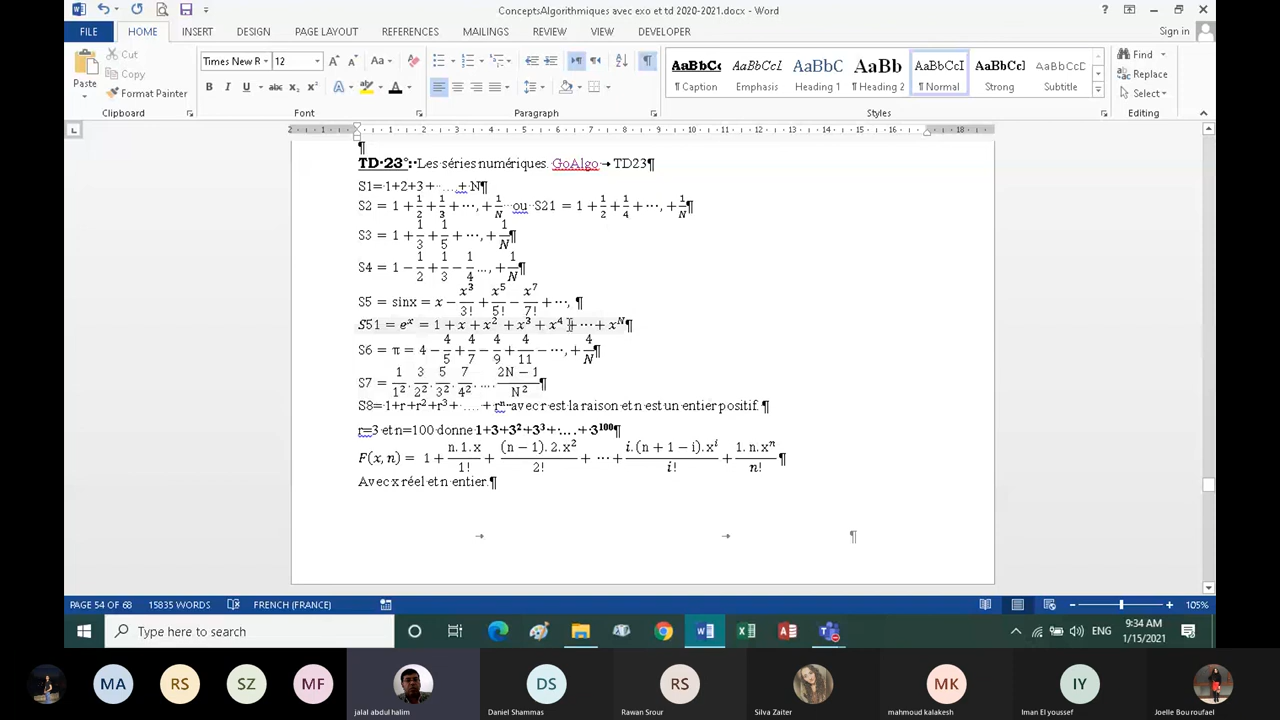 ConceptsAlgorithmiques avec exo et td 2020-2021.docx - Word
FILE HOME INSERT DESIGN PAGE LAYOUT REFERENCES MAILINGS REVIEW VIEW DEVELOPER Sign in
Cut
Copy
Format Painter
Paste
Clipboard
Times New R 12
Font
Paragraph
AaBbCc AaBbCcL AaBbCc AaBb AaBbCcI AaBbCcI AaBbCcD
¶ Caption Emphasis Heading 1 ¶ Heading 2 ¶ Normal Strong Subtitle
Styles
Find
Replace
Select
Editing
¶
TD·23°: Les séries numériques. GoAlgo → TD23¶
S1= 1+2+3+ ….+ N¶
S2 = 1 + 1/2 + 1/3 + ⋯, + 1/N ou S21 = 1 + 1/2 + 1/4 + ⋯, + 1/N¶
S3 = 1 + 1/3 + 1/5 + ⋯, + 1/N¶
S4 = 1 − 1/2 + 1/3 − 1/4 …, + 1/N¶
S5 = sinx = x − x³/3! + x⁵/5! − x⁷/7! + ⋯, ¶
S51 = eˣ = 1 + x + x² + x³ + x⁴ + ⋯ + xᴺ¶
S6 = π = 4 − 4/5 + 4/7 − 4/9 + 4/11 − ⋯, + 4/N¶
S7 = 1/1² . 3/2² . 5/3² . 7/4² . … . (2N − 1)/N²¶
S8=·1+r+r²+r³+ ….+ rⁿ avec r est la raison et n est un entier positif.¶
r=3 et n=100 donne 1+3+3²+3³+….+3¹⁰⁰¶
F(x, n) = 1 + n.1.x/1! + (n − 1).2.x²/2! + ⋯ + i.(n + 1 − i).xⁱ/i! + 1.n.xⁿ/n!¶
Avec x réel et n entier.¶
→ → ¶
PAGE 54 OF 68 15835 WORDS FRENCH (FRANCE) 105%
Type here to search
ENG
9:34 AM
1/15/2021
MA RS SZ MF DS RS MK IY
jalal abdul halim Daniel Shammas Rawan Srour Silva Zaiter mahmoud kalakesh Iman El youssef Joelle Bou roufael